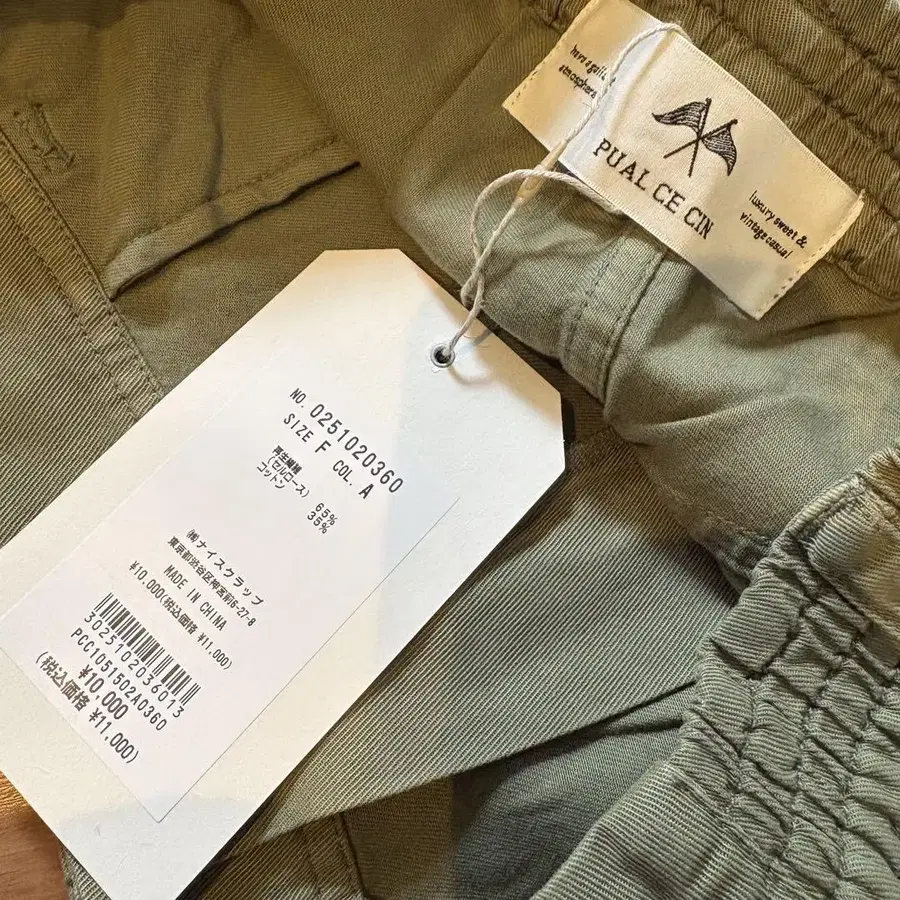 have a quiet
atmosphere
PUAL CE CIN
luxury sweet &
vintage casual
NO. 0251020360
SIZE F COL. A
再生繊維
(セルロース) 65%
コットン 35%
㈱ナイスクラップ
東京都渋谷区神宮前6-27-8
MADE IN CHINA
¥10,000(税込価格 ¥11,000)
3025102036013
PCC1051502A0360
¥10,000
(税込価格 ¥11,000)